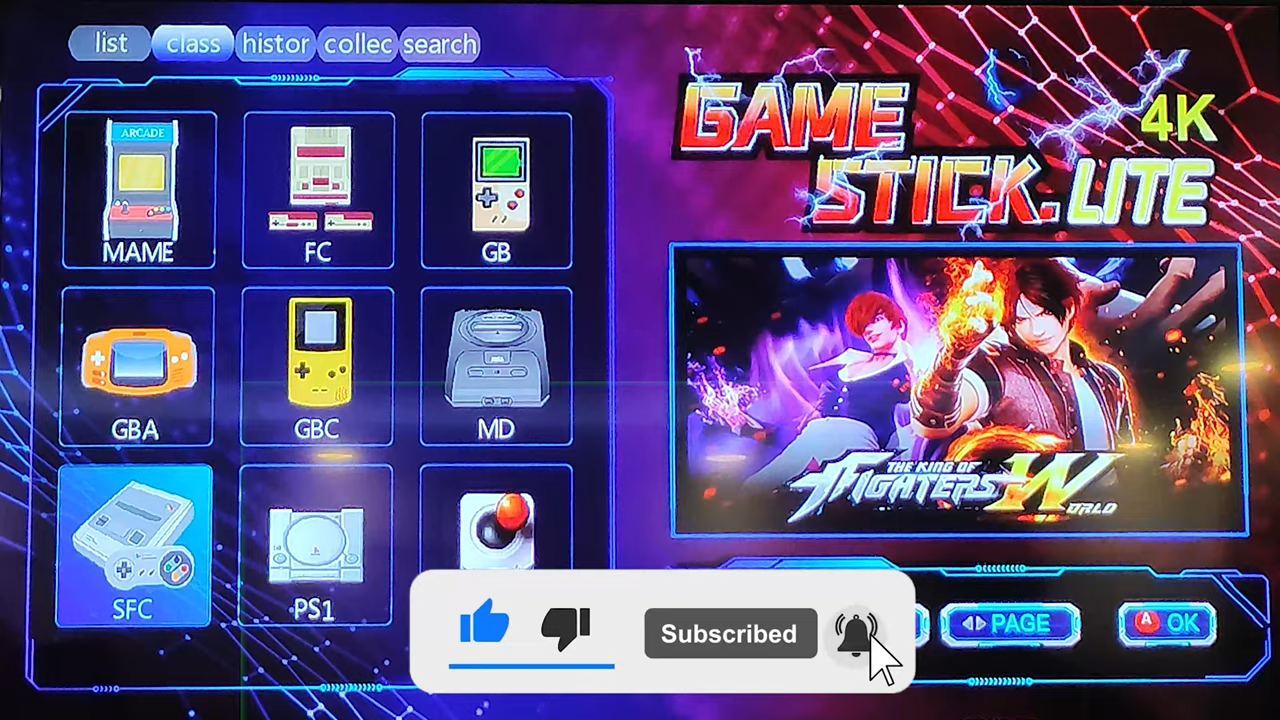 list
class
histor
collec
search
GAME
4K
STICK.LITE
ARCADE
MAME
FC
GB
GBA
GBC
MD
SFC
PS1
THE KING OF
FIGHTERS
WORLD
PAGE
A OK
Subscribed